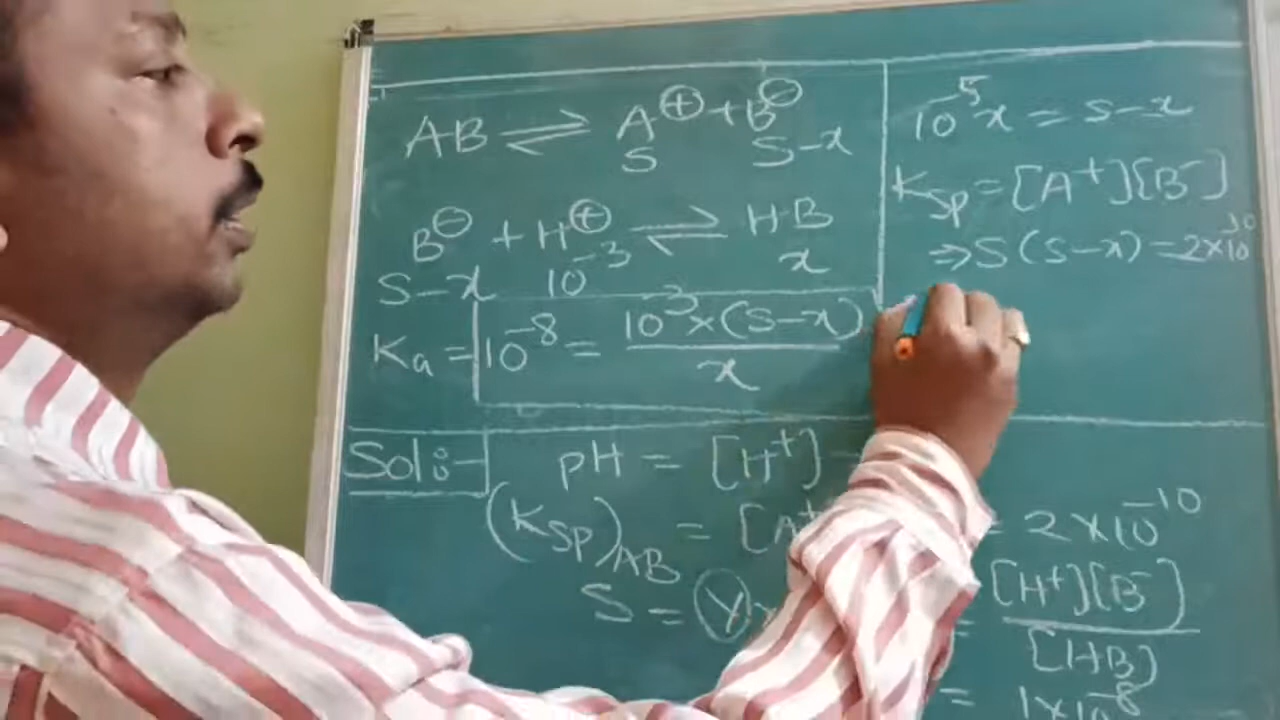 AB ⇌ A⊕ + B⊖
S S-x
B⊖ + H⊕ ⇌ HB
S-x 10⁻³ x
Ka = 10⁻⁸ = 10⁻³×(S-x) / x
10⁻⁵x = S-x
Ksp = [A⁺][B⁻]
⇒ S(S-x) = 2×10⁻¹⁰
Sol:-
pH = [H⁺]
(Ksp)AB = [A⁺ = 2×10⁻¹⁰
S = Y = [H⁺][B⁻] / [HB]
= 1×10⁻⁸